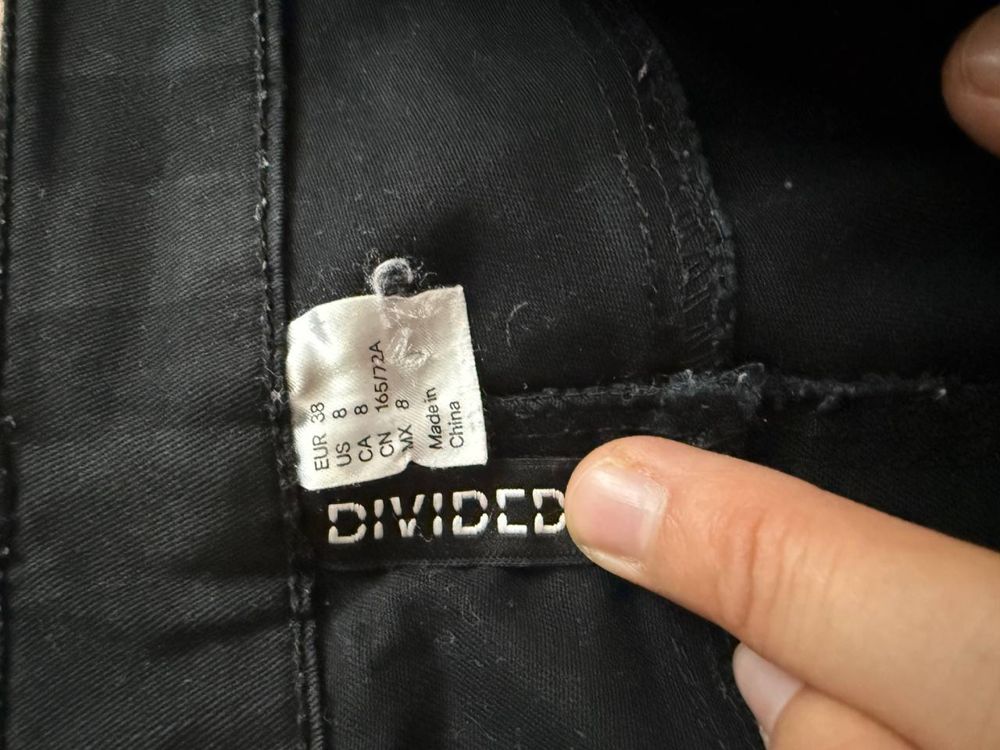 EUR 38
US 8
CA 8
CN 165/72A
MX 8
Made in
China
DIVIDED